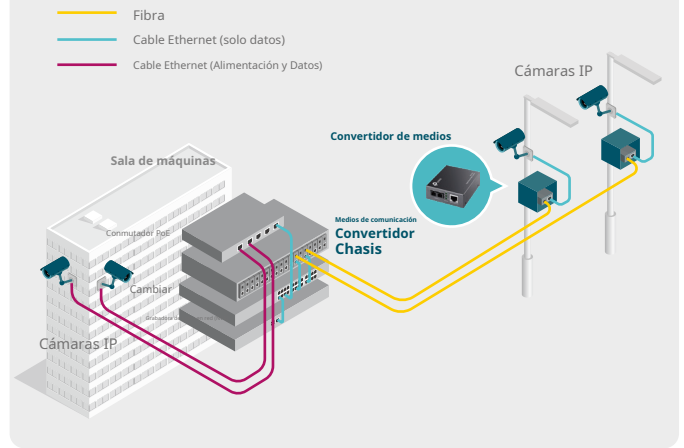 Fibra
Cable Ethernet (solo datos)
Cable Ethernet (Alimentación y Datos)
Cámaras IP
Convertidor de medios
Sala de máquinas
Medios de comunicación
Convertidor
Chasis
Conmutador PoE
Cambiar
Cámaras IP